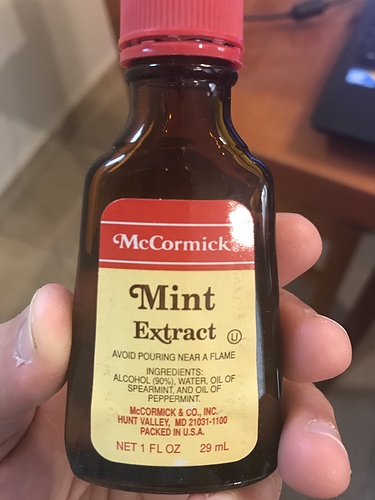 McCormick®
Mint
Extract
U
AVOID POURING NEAR A FLAME
INGREDIENTS:
ALCOHOL (90%), WATER, OIL OF
SPEARMINT, AND OIL OF
PEPPERMINT.
McCORMICK & CO., INC.
HUNT VALLEY, MD 21031-1100
PACKED IN U.S.A.
NET 1 FL OZ 29 mL